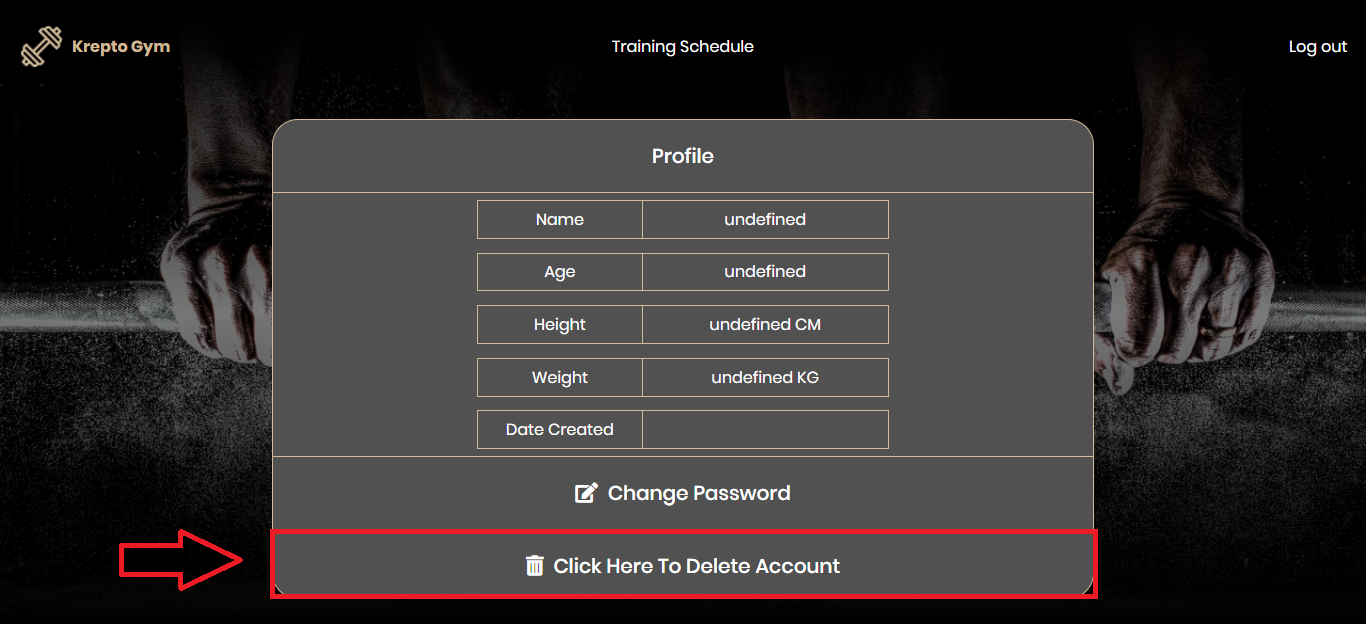 Krepto Gym
Training Schedule
Log out
Profile
Name
undefined
Age
undefined
Height
undefined CM
Weight
undefined KG
Date Created
Change Password
Click Here To Delete Account